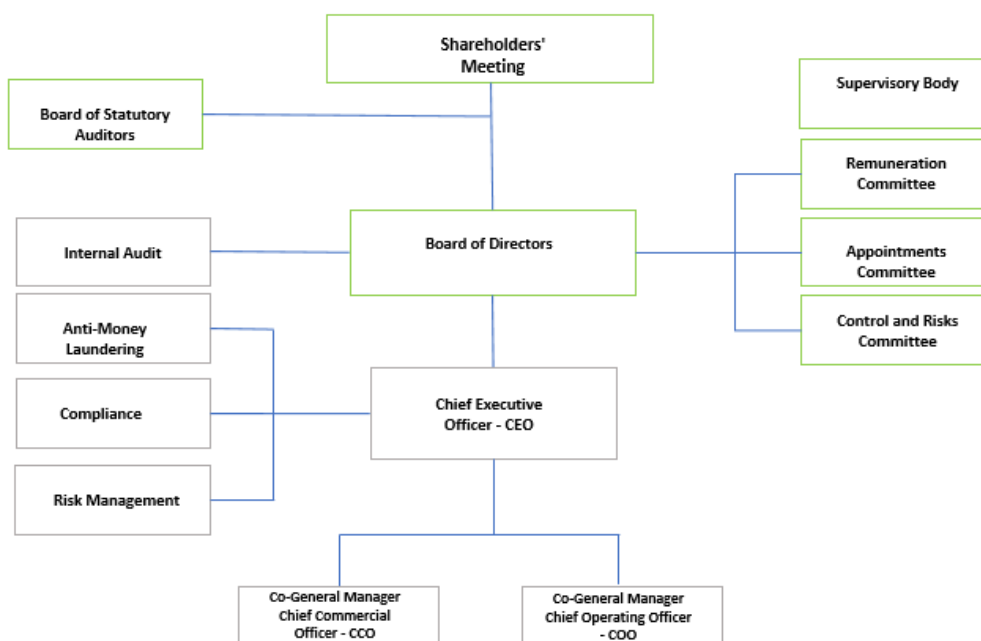 Shareholders'
Meeting
Supervisory Body
Board of Statutory
Auditors
Remuneration
Committee
Board of Directors
Internal Audit
Appointments
Committee
Anti-Money
Laundering
Control and Risks
Committee
Chief Executive
Officer - CEO
Compliance
Risk Management
Co-General Manager
Chief Commercial
Officer - CCO
Co-General Manager
Chief Operating Officer
- COO